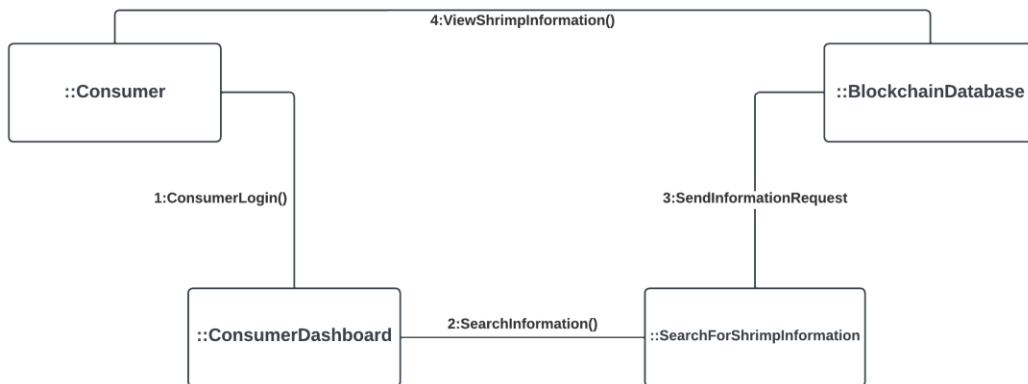 4:ViewShrimpInformation()
::Consumer
::BlockchainDatabase
1:ConsumerLogin()
3:SendInformationRequest
::ConsumerDashboard
2:SearchInformation()
::SearchForShrimpInformation